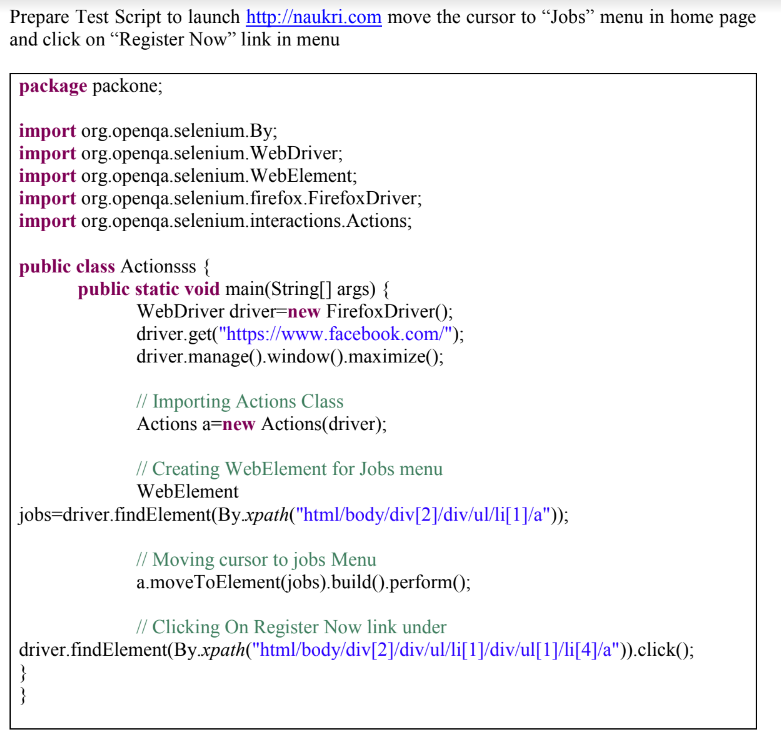 Prepare Test Script to launch http://naukri.com move the cursor to “Jobs” menu in home page
and click on “Register Now” link in menu
package packone;
import org.openqa.selenium.By;
import org.openqa.selenium.WebDriver;
import org.openqa.selenium.WebElement;
import org.openqa.selenium.firefox.FirefoxDriver;
import org.openqa.selenium.interactions.Actions;
public class Actionsss {
public static void main(String[] args) {
WebDriver driver=new FirefoxDriver();
driver.get("https://www.facebook.com/");
driver.manage().window().maximize();
// Importing Actions Class
Actions a=new Actions(driver);
// Creating WebElement for Jobs menu
WebElement
jobs=driver.findElement(By.xpath("html/body/div[2]/div/ul/li[1]/a"));
// Moving cursor to jobs Menu
a.moveToElement(jobs).build().perform();
// Clicking On Register Now link under
driver.findElement(By.xpath("html/body/div[2]/div/ul/li[1]/div/ul[1]/li[4]/a")).click();
}
}